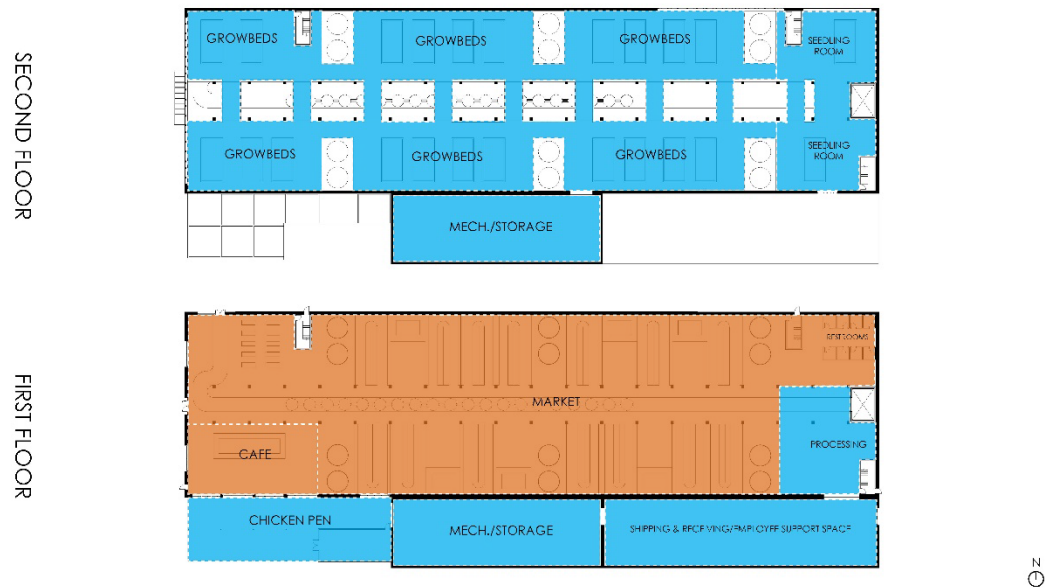 SECOND FLOOR
GROWBEDS
GROWBEDS
GROWBEDS
SEEDLING
ROOM
GROWBEDS
GROWBEDS
GROWBEDS
SEEDLING
ROOM
MECH./STORAGE
FIRST FLOOR
RESTROOMS
MARKET
CAFE
PROCESSING
CHICKEN PEN
MECH./STORAGE
SHIPPING & RECEIVING/EMPLOYEE SUPPORT SPACE
N